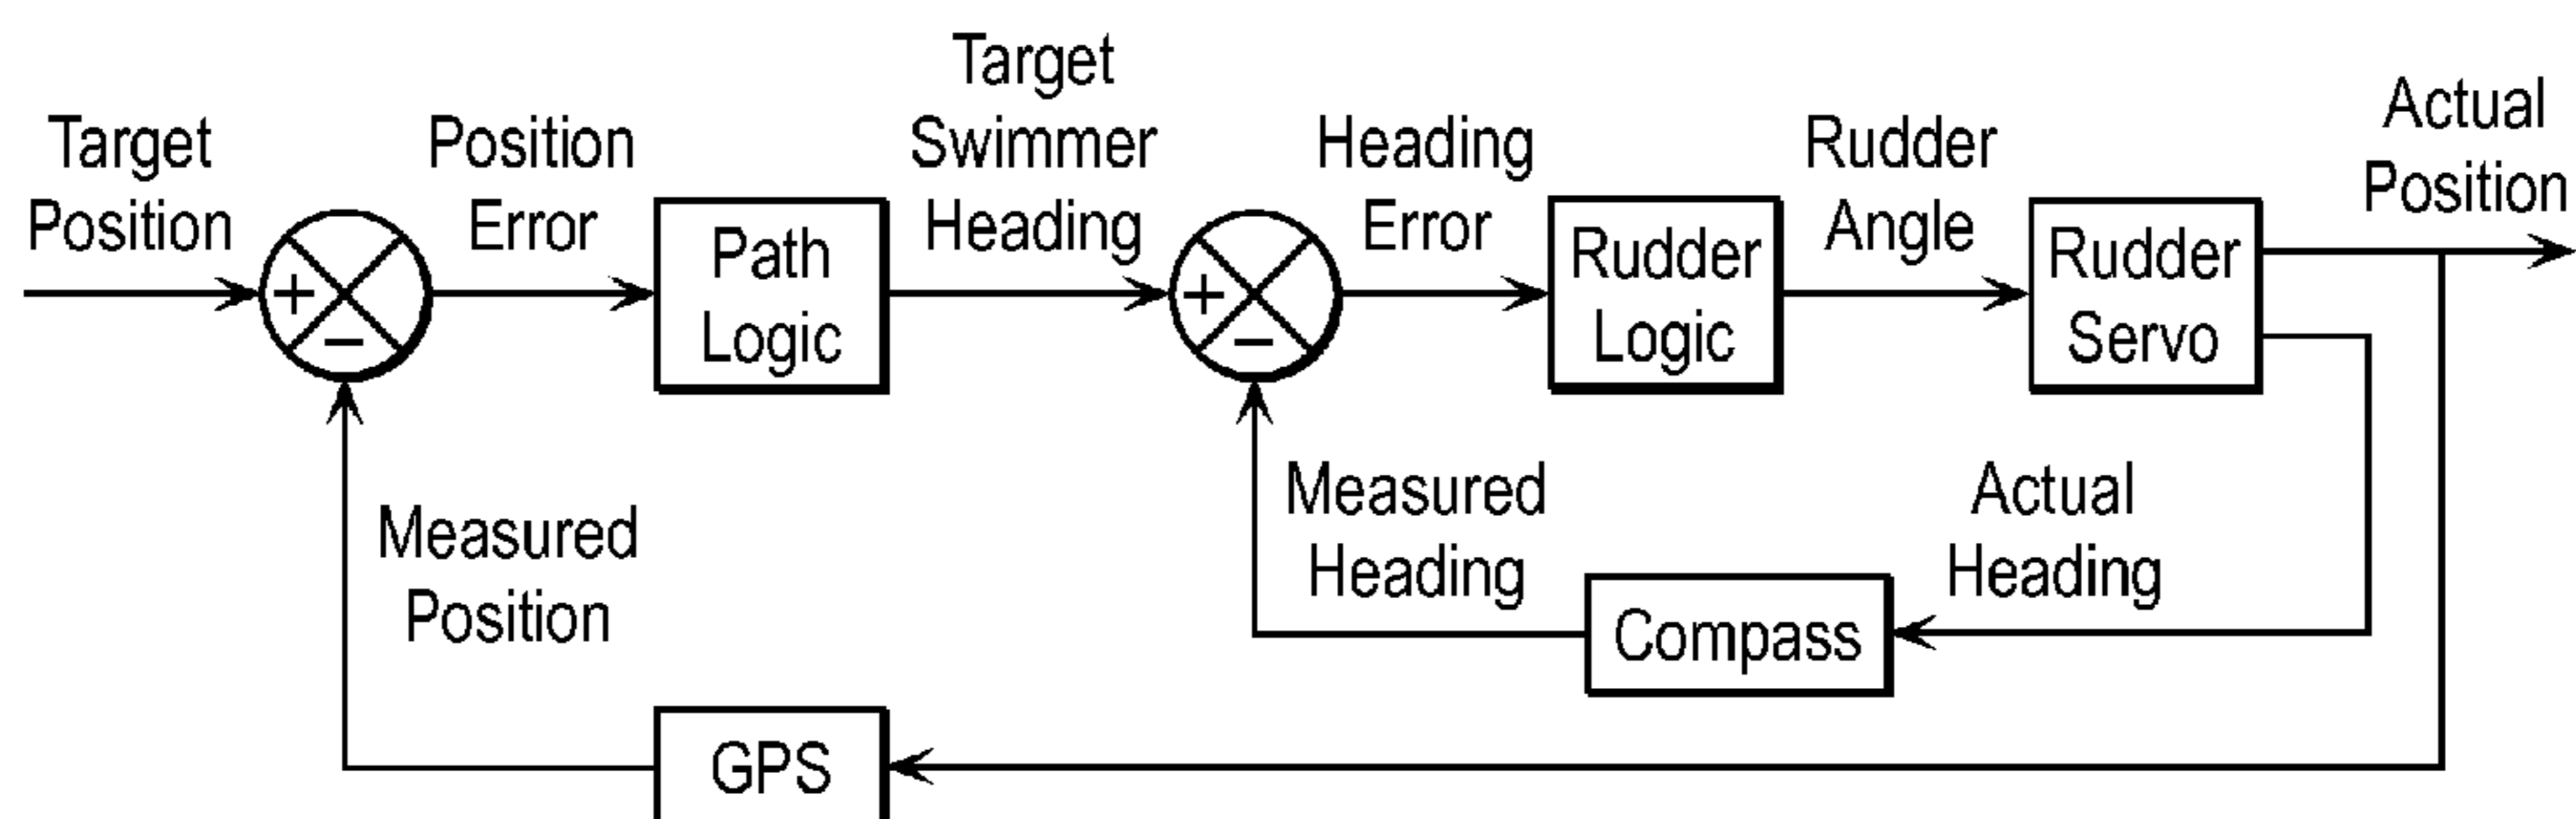 Target
Position
+
−
Position
Error
Path
Logic
Target
Swimmer
Heading
+
−
Heading
Error
Rudder
Logic
Rudder
Angle
Rudder
Servo
Actual
Position
Measured
Position
Measured
Heading
Compass
Actual
Heading
GPS